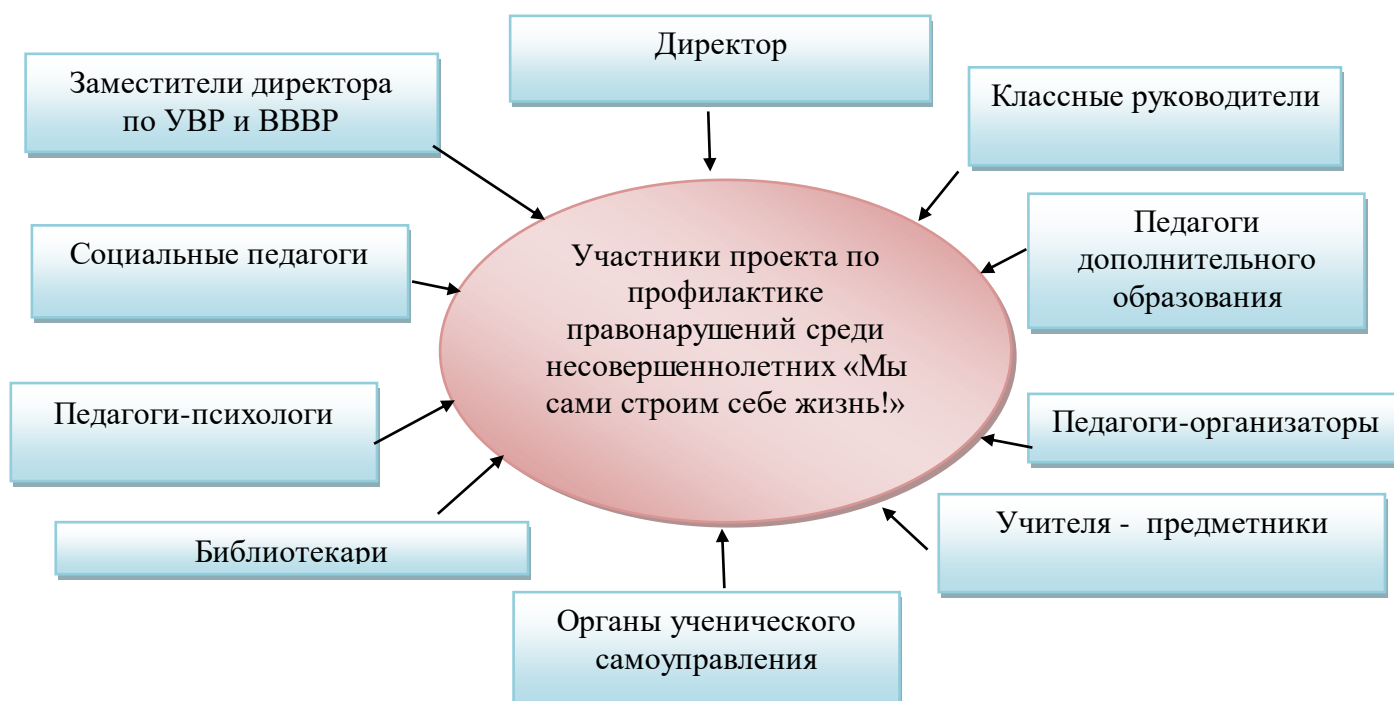 Директор
Заместители директора
по УВР и ВВВР
Классные руководители
Социальные педагоги
Педагоги
дополнительного
образования
Участники проекта по
профилактике
правонарушений среди
несовершеннолетних «Мы
сами строим себе жизнь!»
Педагоги-психологи
Педагоги-организаторы
Библиотекари
Учителя - предметники
Органы ученического
самоуправления